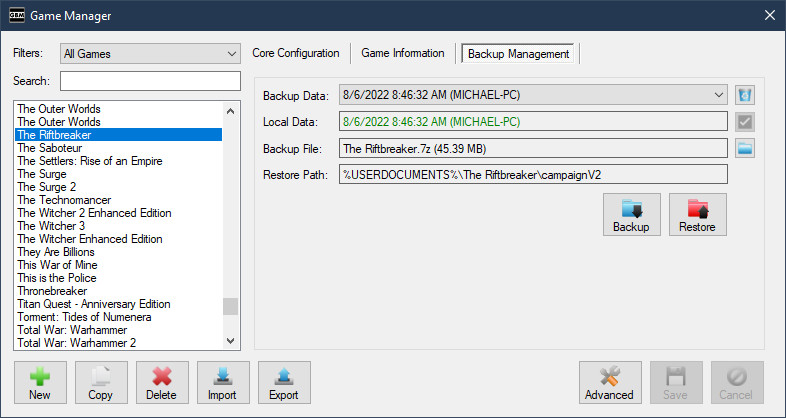 GBM Game Manager
Filters: All Games
Core Configuration Game Information Backup Management
Search:
The Outer Worlds
The Outer Worlds
The Riftbreaker
The Saboteur
The Settlers: Rise of an Empire
The Surge
The Surge 2
The Technomancer
The Witcher 2 Enhanced Edition
The Witcher 3
The Witcher Enhanced Edition
They Are Billions
This War of Mine
This is the Police
Thronebreaker
Titan Quest - Anniversary Edition
Torment: Tides of Numenera
Total War: Warhammer
Total War: Warhammer 2
Backup Data: 8/6/2022 8:46:32 AM (MICHAEL-PC)
Local Data: 8/6/2022 8:46:32 AM (MICHAEL-PC)
Backup File: The Riftbreaker.7z (45.39 MB)
Restore Path: %USERDOCUMENTS%\The Riftbreaker\campaignV2
Backup Restore
New Copy Delete Import Export Advanced Save Cancel